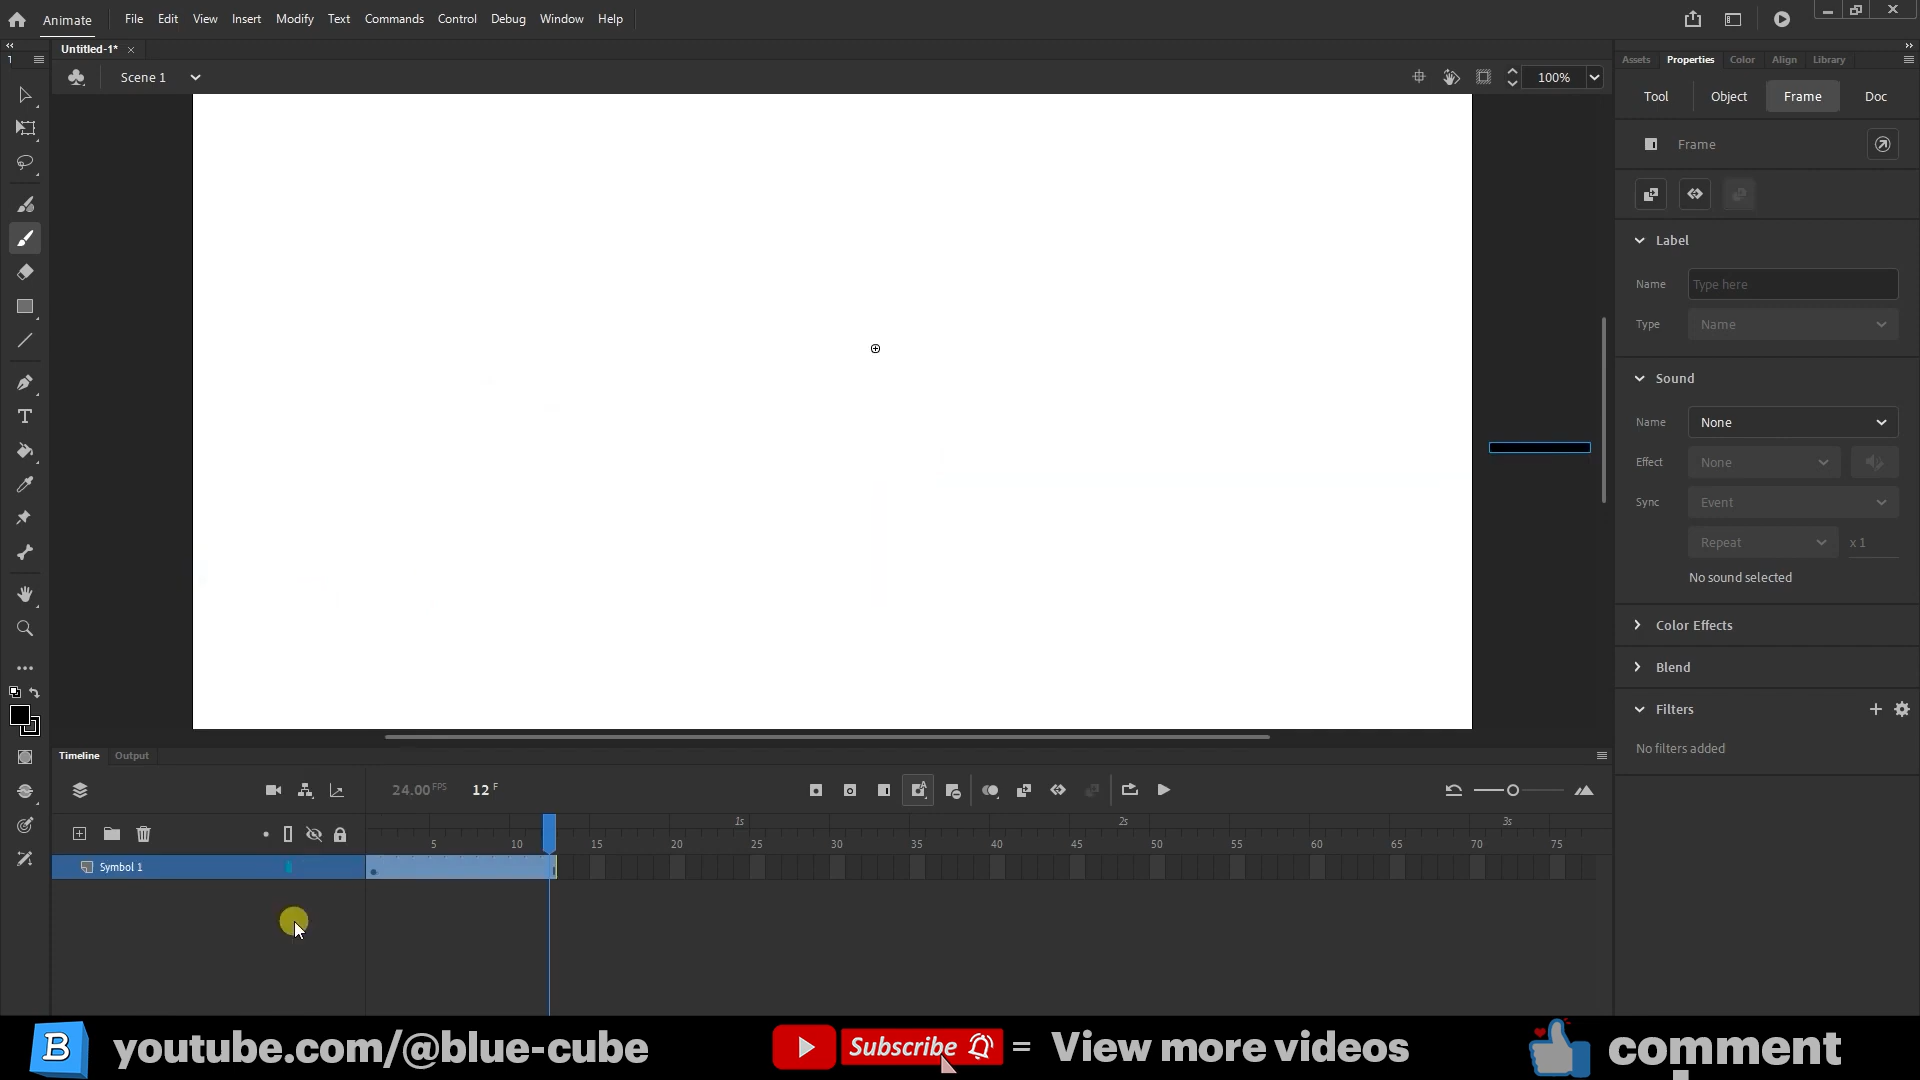 Animate File Edit View Insert Modify Text Commands Control Debug Window Help
Untitled-1*
Scene 1 100%
Assets Properties Color Align Library
Tool Object Frame Doc
Frame
Label
Name Type here
Type Name
Sound
Name None
Effect None
Sync Event
Repeat x 1
No sound selected
Color Effects
Blend
Filters
No filters added
Timeline Output
24.00 FPS 12 F
1s 2s 3s
5 10 15 20 25 30 35 40 45 50 55 60 65 70 75
Symbol 1
B youtube.com/@blue-cube Subscribe = View more videos comment